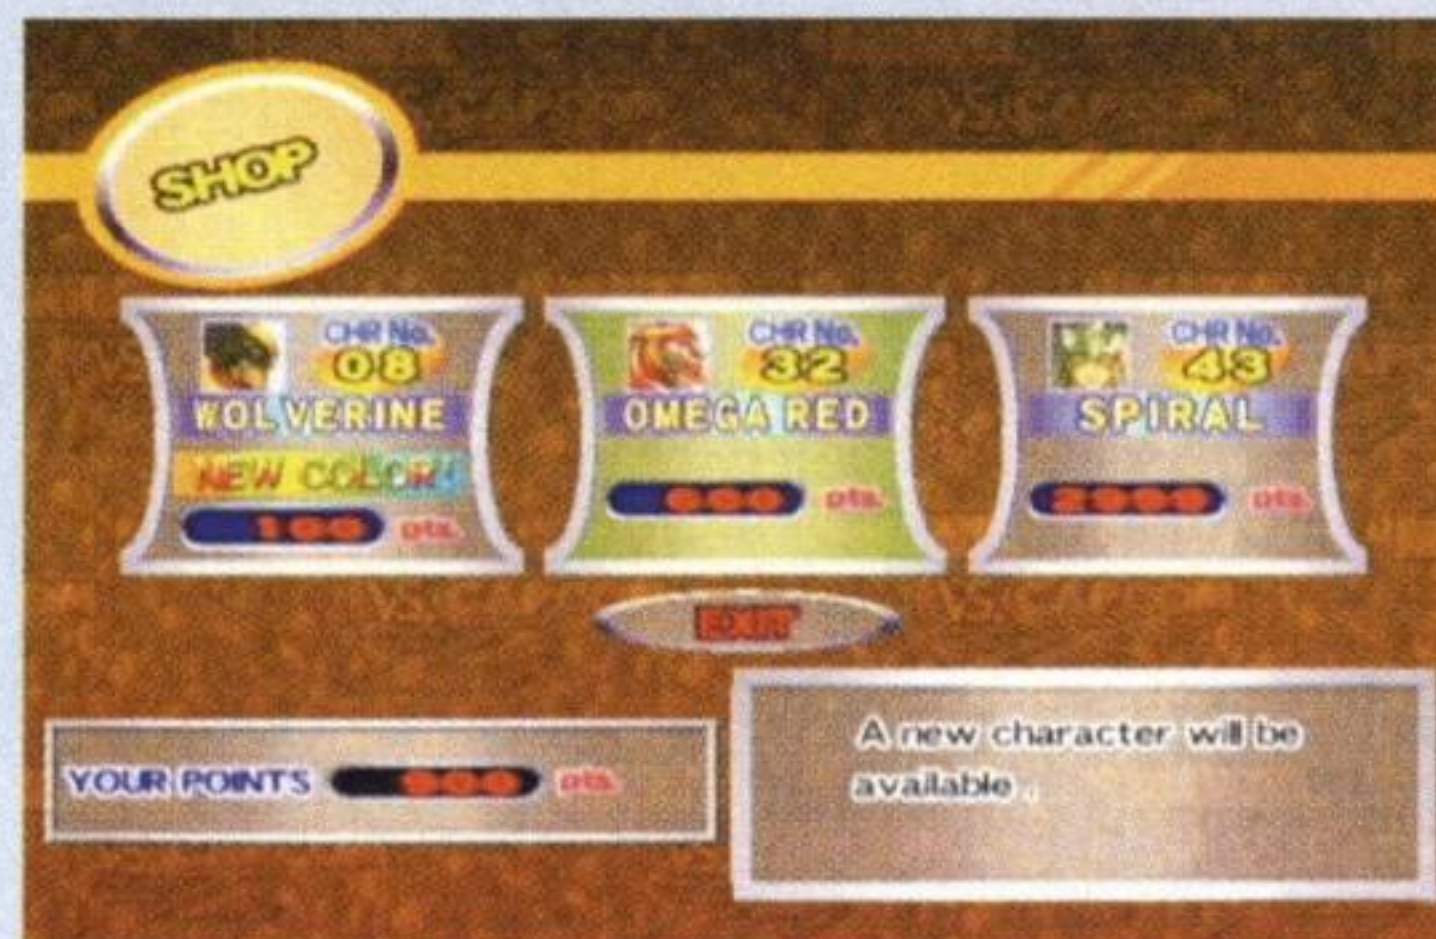 SHOP
CHR No.
08
WOLVERINE
NEW COLOR!
pts.
CHR No.
32
OMEGA RED
pts.
CHR No.
43
SPIRAL
pts.
EXIT
YOUR POINTS
pts.
A new character will be
available.